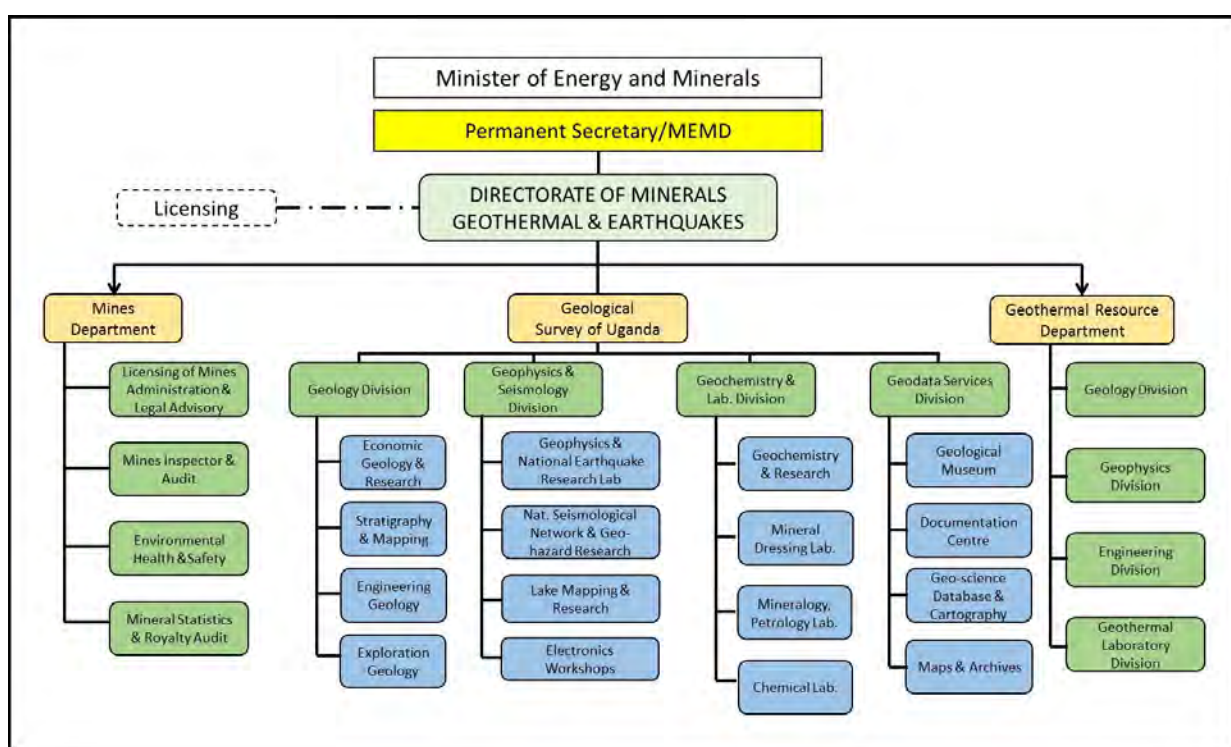 Minister of Energy and Minerals
Permanent Secretary/MEMD
DIRECTORATE OF MINERALS
GEOTHERMAL & EARTHQUAKES
Licensing
Mines
Department
Geological
Survey of Uganda
Geothermal Resource
Department
Licensing of Mines
Administration &
Legal Advisory
Mines Inspector &
Audit
Environmental
Health & Safety
Mineral Statistics
& Royalty Audit
Geology Division
Economic
Geology &
Research
Stratigraphy
& Mapping
Engineering
Geology
Exploration
Geology
Geophysics &
Seismology
Division
Geophysics &
National Earthquake
Research Lab
Nat. Seismological
Network & Geo-
hazard Research
Lake Mapping &
Research
Electronics
Workshops
Geochemistry &
Lab. Division
Geochemistry
& Research
Mineral
Dressing Lab.
Mineralogy,
Petrology Lab.
Chemical Lab.
Geodata Services
Division
Geological
Museum
Documentation
Centre
Geo-science
Database &
Cartography
Maps & Archives
Geology Division
Geophysics
Division
Engineering
Division
Geothermal
Laboratory
Division